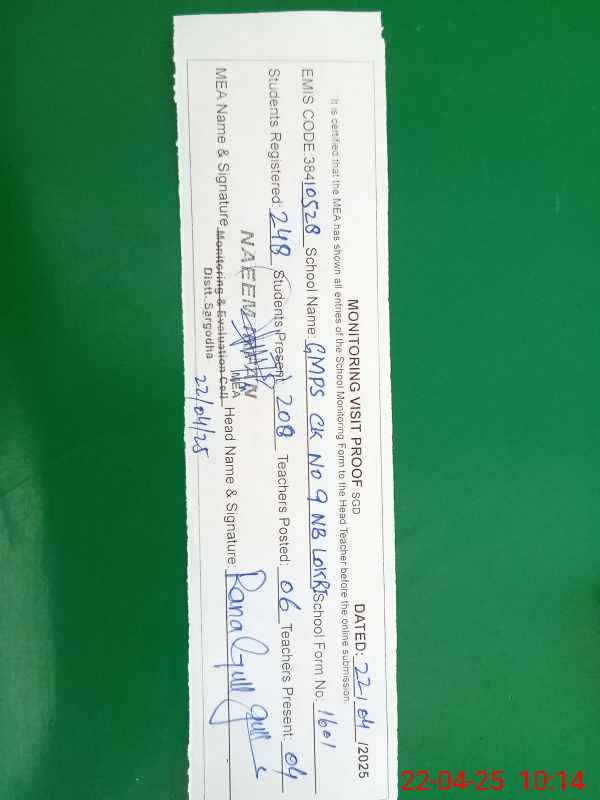 MONITORING VISIT PROOF SGD DATED: 22/04/2025
It is certified that the MEA has shown all entries of the School Monitoring Form to the Head Teacher before the online submission.
EMIS CODE 38410528 School Name: GMPS CK NO 9 NB LOKRI School Form No: 1601
Students Registered: 248 Students Present: 208 Teachers Posted: 06 Teachers Present: 04
NAEEM
MEA
MEA Name & Signature Monitoring & Evaluation Cell Head Name & Signature: Rana Gull
Distt. Sargodha
22/04/25
22-04-25 10:14